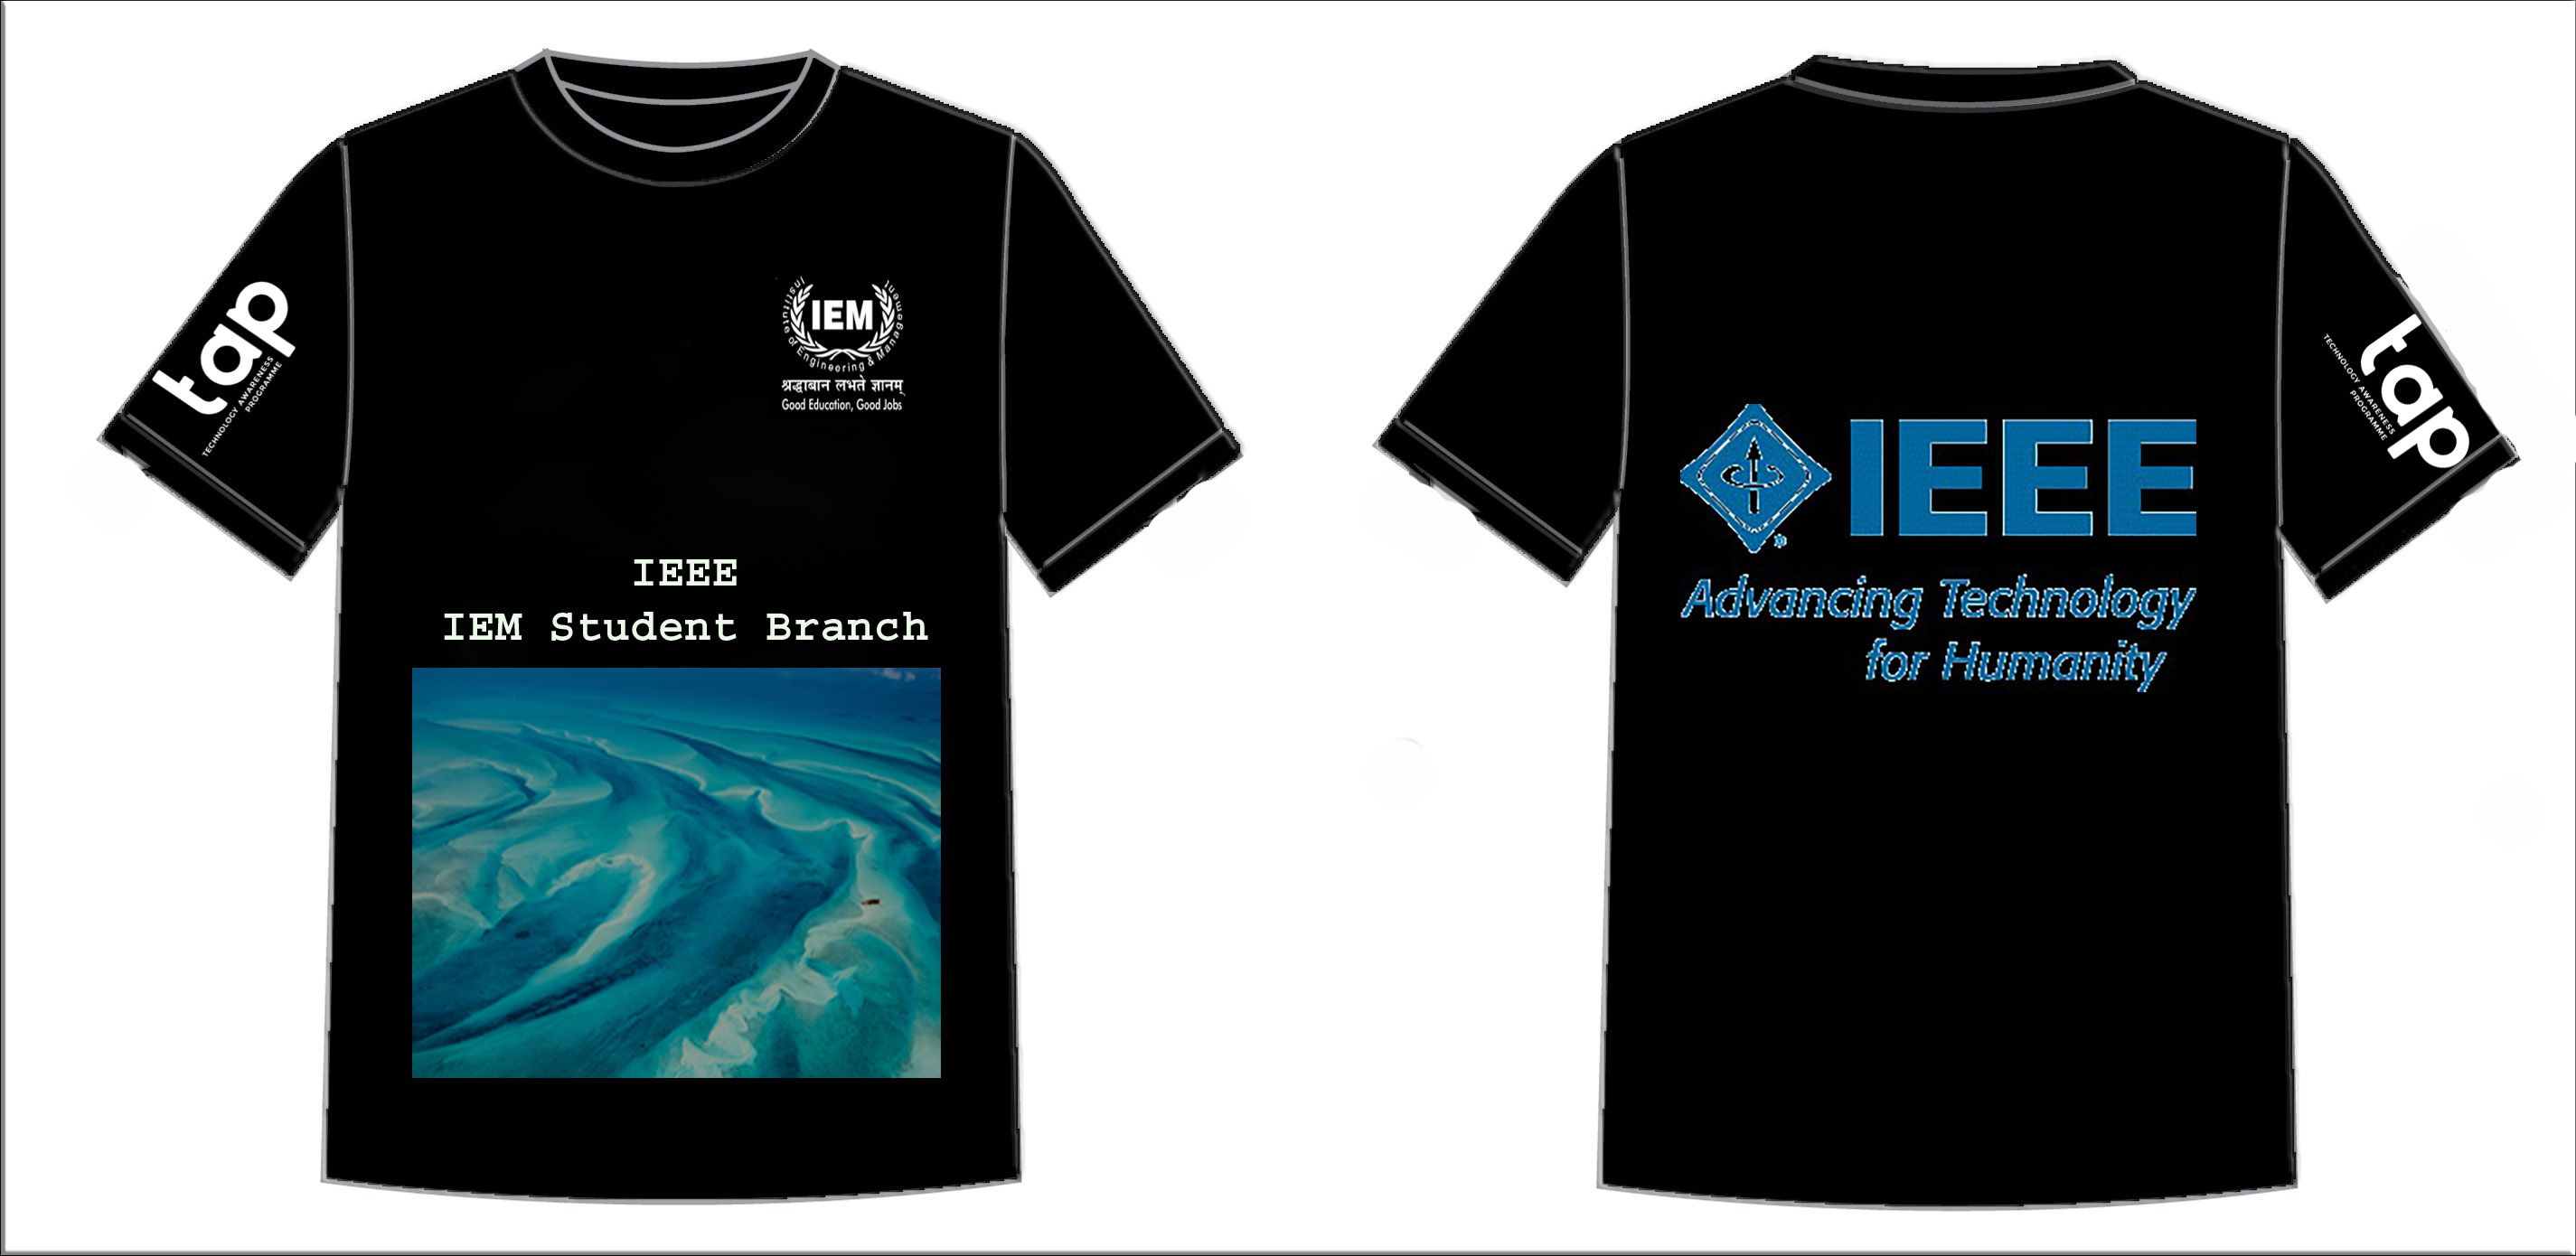 tap
TECHNOLOGY AWARENESS
PROGRAMME
Institute of Engineering & Management
IEM
श्रद्धाबान लभते ज्ञानम्
Good Education, Good Jobs
IEEE
IEM Student Branch
IEEE
Advancing Technology
for Humanity
tap
TECHNOLOGY AWARENESS
PROGRAMME